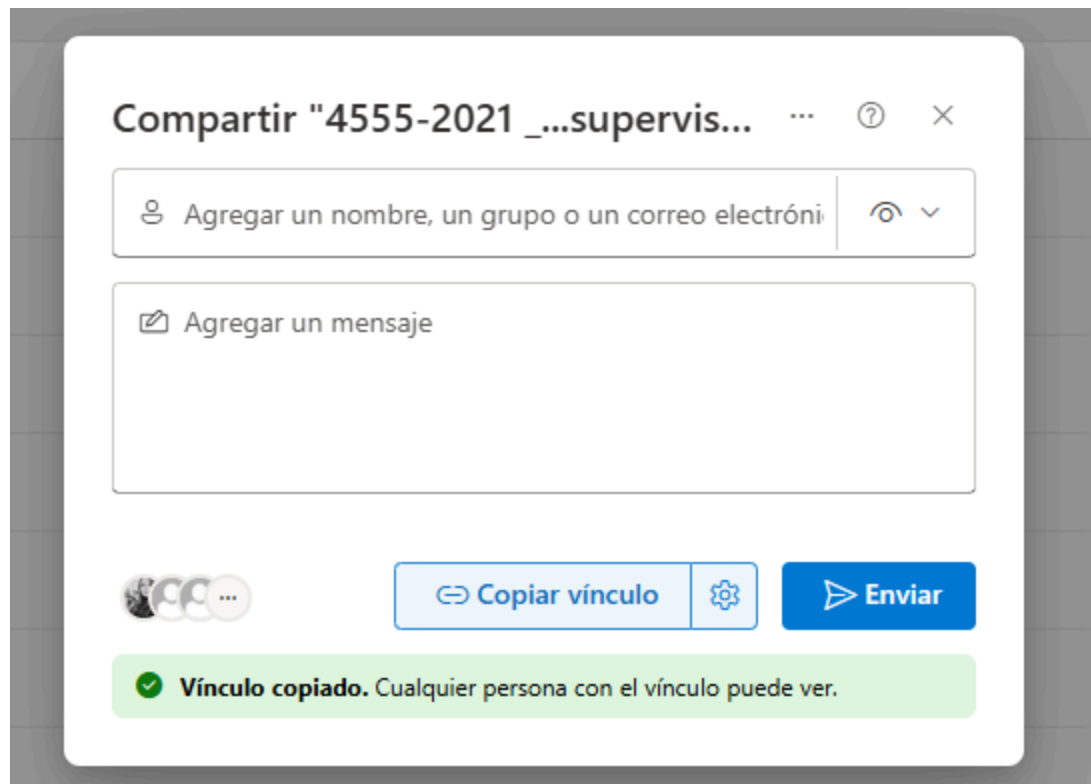 Compartir "4555-2021 _...supervis... ...
Agregar un nombre, un grupo o un correo electróni
Agregar un mensaje
...
Copiar vínculo
Enviar
Vínculo copiado. Cualquier persona con el vínculo puede ver.